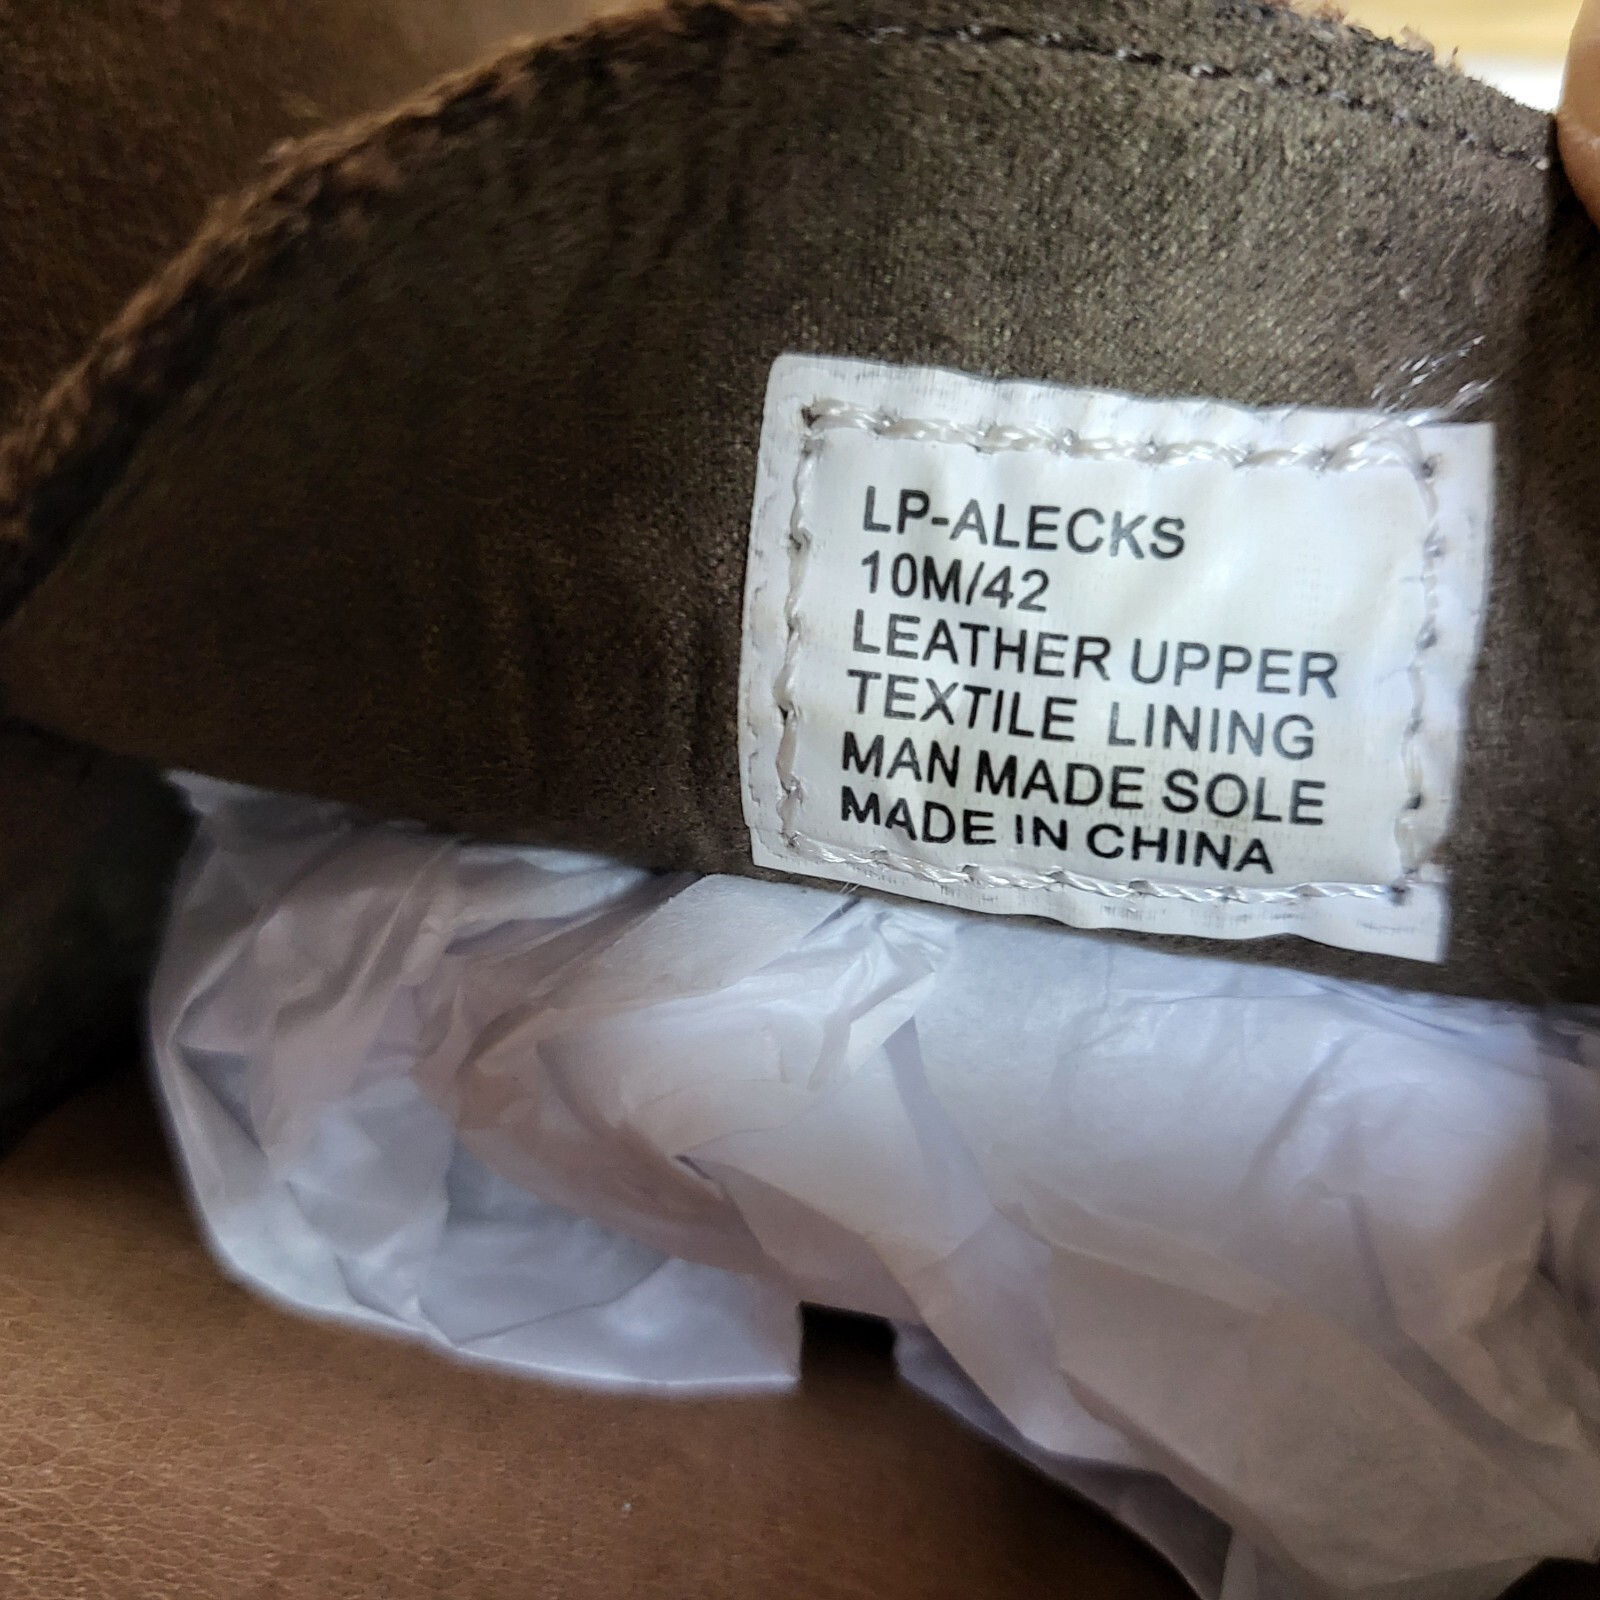 LP-ALECKS
10M/42
LEATHER UPPER
TEXTILE LINING
MAN MADE SOLE
MADE IN CHINA